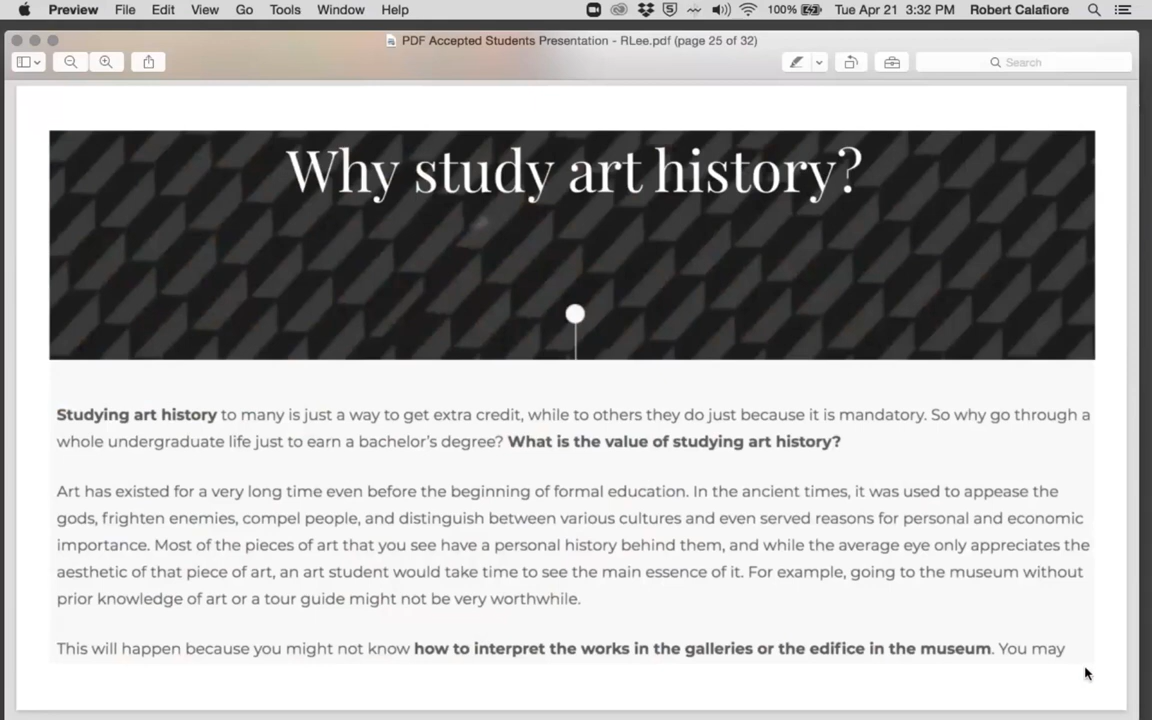 Preview File Edit View Go Tools Window Help 100% Tue Apr 21 3:32 PM Robert Calafiore
PDF Accepted Students Presentation - RLee.pdf (page 25 of 32)
Search
Why study art history?
Studying art history to many is just a way to get extra credit, while to others they do just because it is mandatory. So why go through a
whole undergraduate life just to earn a bachelor's degree? What is the value of studying art history?
Art has existed for a very long time even before the beginning of formal education. In the ancient times, it was used to appease the
gods, frighten enemies, compel people, and distinguish between various cultures and even served reasons for personal and economic
importance. Most of the pieces of art that you see have a personal history behind them, and while the average eye only appreciates the
aesthetic of that piece of art, an art student would take time to see the main essence of it. For example, going to the museum without
prior knowledge of art or a tour guide might not be very worthwhile.
This will happen because you might not know how to interpret the works in the galleries or the edifice in the museum. You may